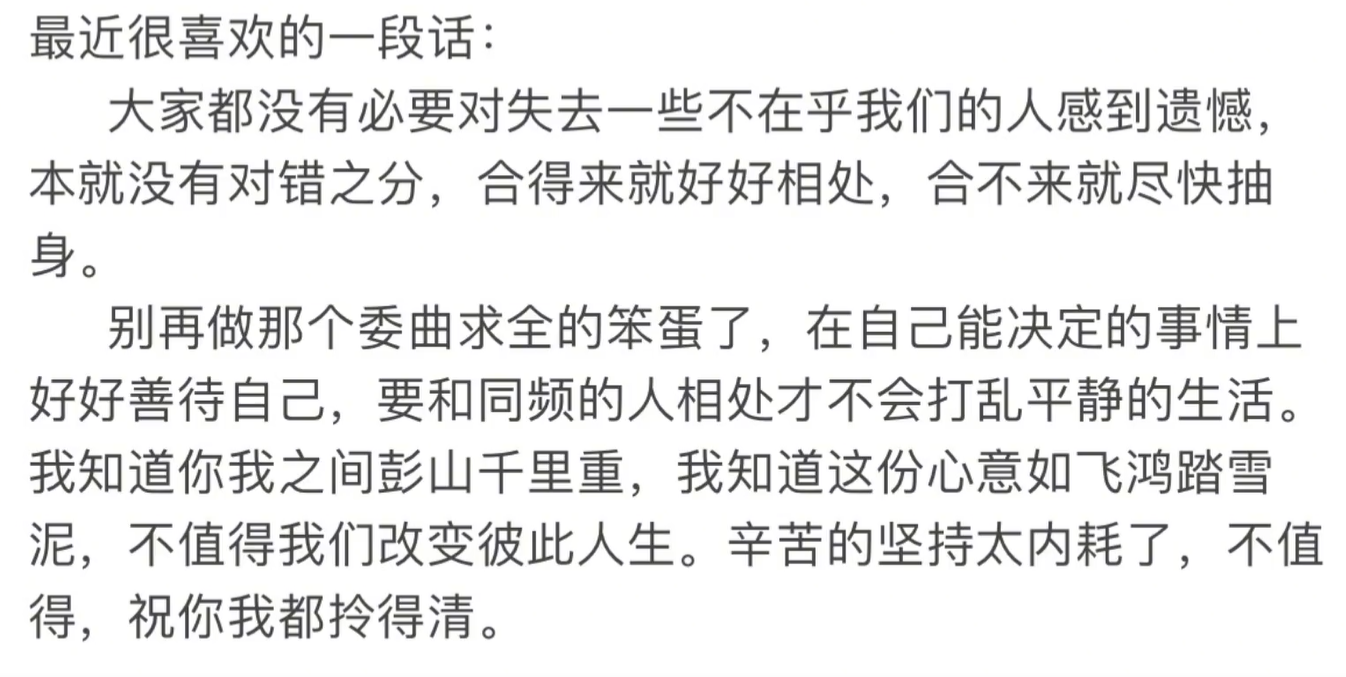 最近很喜欢的一段话：
大家都没有必要对失去一些不在乎我们的人感到遗憾，
本就没有对错之分，合得来就好好相处，合不来就尽快抽
身。
别再做那个委曲求全的笨蛋了，在自己能决定的事情上
好好善待自己，要和同频的人相处才不会打乱平静的生活。
我知道你我之间彭山千里重，我知道这份心意如飞鸿踏雪
泥，不值得我们改变彼此人生。辛苦的坚持太内耗了，不值
得，祝你我都拎得清。